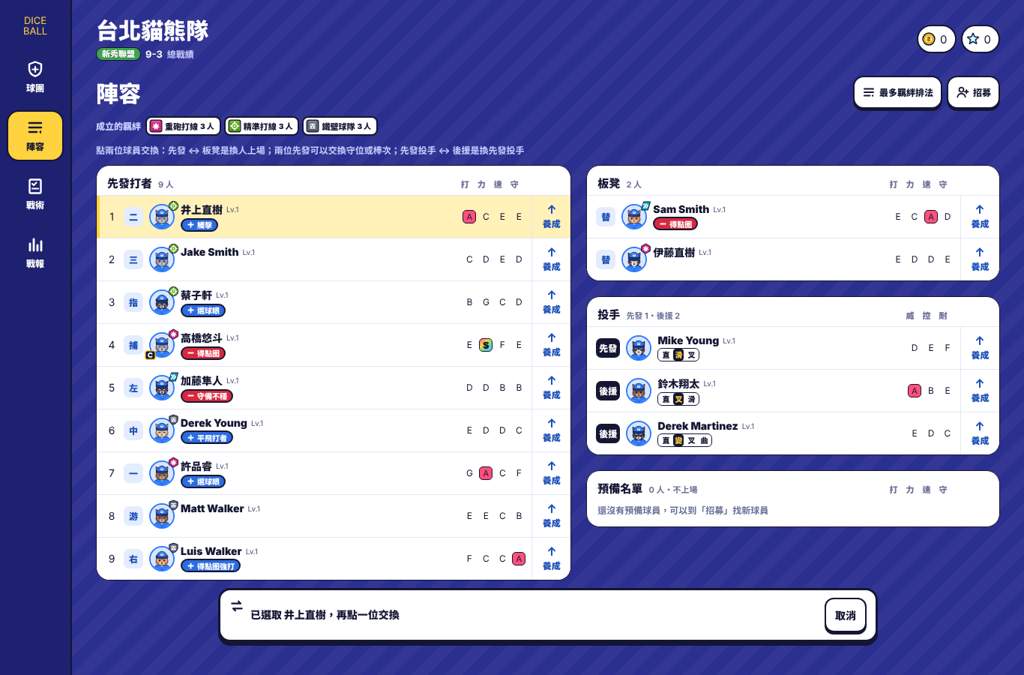 DICE
BALL
球團
陣容
戰術
戰報
台北貓熊隊
新秀聯盟 9-3 總戰績
0 0
陣容
最多羈絆排法 招募
成立的羈絆 重砲打線 3 人 精準打線 3 人 鐵壁球隊 3 人
點兩位球員交換：先發 ↔ 板凳是換人上場；兩位先發可以交換守位或棒次；先發投手 ↔ 後援是換先發投手
先發打者 9 人 打 力 速 守
1 二 井上直樹 Lv.1 A C E E 養成
2 三 Jake Smith Lv.1 C D E D 養成
3 指 蔡子軒 Lv.1 B G C D 養成
+ 選球眼
4 捕 高橋悠斗 Lv.1 E S F E 養成
C − 得點圈
5 左 加藤隼人 Lv.1 D D B B 養成
− 守備不穩
6 中 Derek Young Lv.1 E D D C 養成
+ 平飛打者
7 一 許品睿 Lv.1 G A C F 養成
+ 選球眼
8 游 Matt Walker Lv.1 E E C B 養成
9 右 Luis Walker Lv.1 F C C A 養成
+ 得點圈強打
板凳 2 人 打 力 速 守
替 Sam Smith Lv.1 E C A D 養成
− 得點圈
替 伊藤直樹 Lv.1 E D D E 養成
投手 先發 1・後援 2 威 控 耐
先發 Mike Young Lv.1 D E F 養成
直 滑 叉
後援 鈴木翔太 Lv.1 A B E 養成
直 叉 滑
後援 Derek Martinez Lv.1 E D C 養成
直 變 叉 曲
預備名單 0 人・不上場 打 力 速 守
還沒有預備球員，可以到「招募」找新球員
已選取 井上直樹，再點一位交換 取消